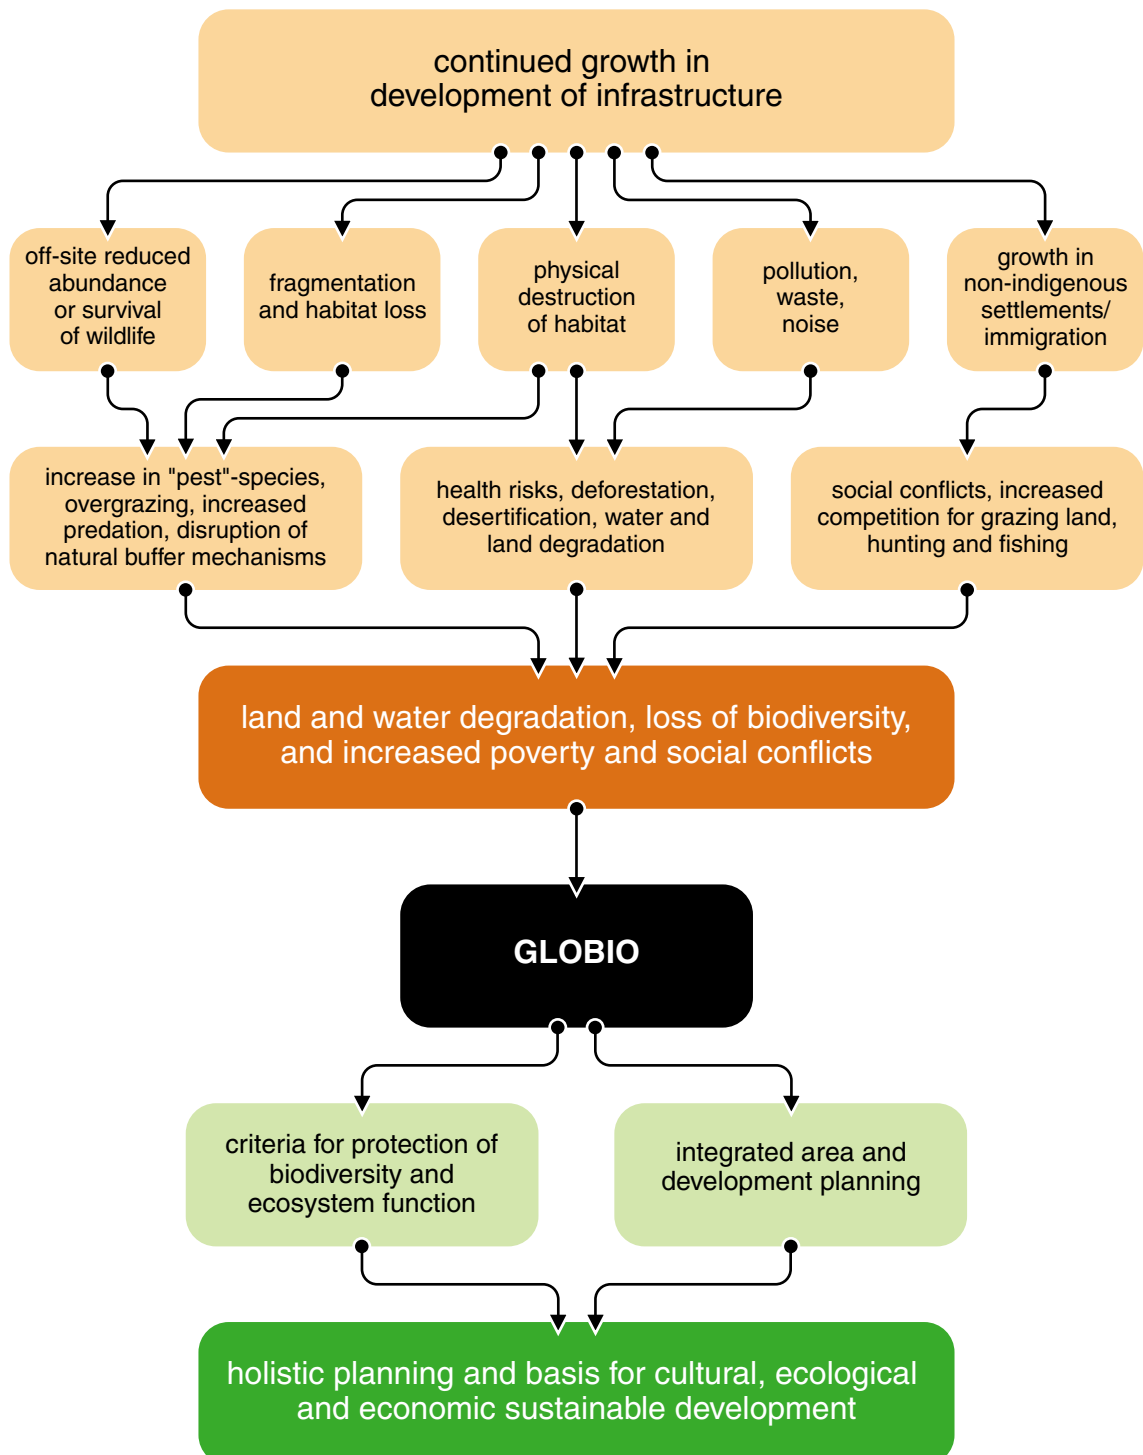 continued growth in
development of infrastructure
off-site reduced
abundance
or survival
of wildlife
fragmentation
and habitat loss
physical
destruction
of habitat
pollution,
waste,
noise
growth in
non-indigenous
settlements/
immigration
increase in "pest"-species,
overgrazing, increased
predation, disruption of
natural buffer mechanisms
health risks, deforestation,
desertification, water and
land degradation
social conflicts, increased
competition for grazing land,
hunting and fishing
land and water degradation, loss of biodiversity,
and increased poverty and social conflicts
GLOBIO
criteria for protection of
biodiversity and
ecosystem function
integrated area and
development planning
holistic planning and basis for cultural, ecological
and economic sustainable development